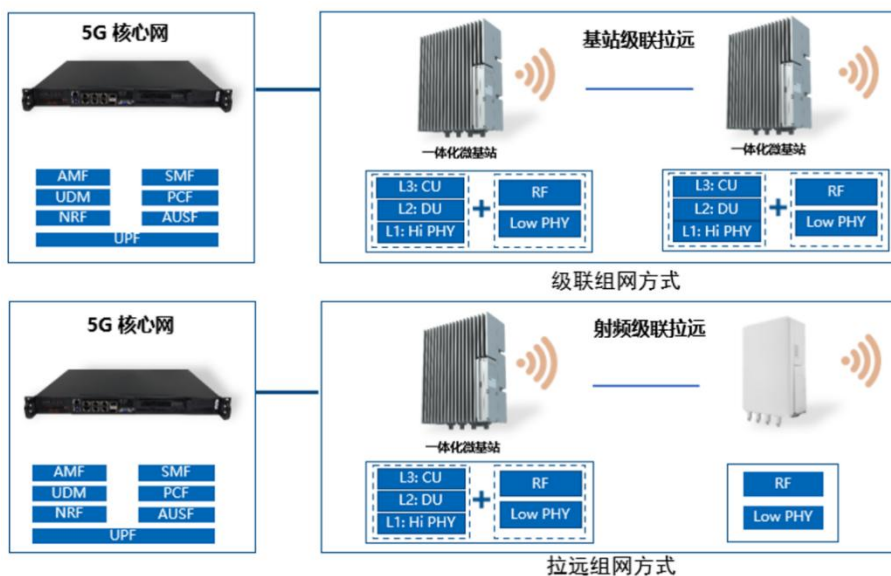 5G 核心网
基站级联拉远
一体化微基站
一体化微基站
AMF
SMF
UDM
PCF
NRF
AUSF
UPF
L3: CU
L2: DU
L1: Hi PHY
+
RF
Low PHY
L3: CU
L2: DU
L1: Hi PHY
+
RF
Low PHY
级联组网方式
5G 核心网
射频级联拉远
一体化微基站
AMF
SMF
UDM
PCF
NRF
AUSF
UPF
L3: CU
L2: DU
L1: Hi PHY
+
RF
Low PHY
RF
Low PHY
拉远组网方式